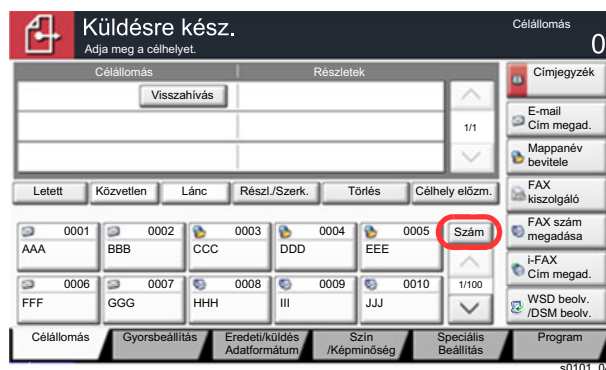 Küldésre kész.
Adja meg a célhelyet.
Célállomás
0
Célállomás Részletek
Visszahívás
1/1
Címjegyzék
E-mail
Cím megad.
Mappanév
bevitele
FAX
kiszolgáló
FAX szám
megadása
i-FAX
Cím megad.
WSD beolv.
/DSM beolv.
Letett Közvetlen Lánc Részl./Szerk. Törlés Célhely előzm.
0001 0002 0003 0004 0005 Szám
AAA BBB CCC DDD EEE
0006 0007 0008 0009 0010 1/100
FFF GGG HHH III JJJ
Célállomás Gyorsbeállítás Eredeti/küldés Szín Speciális Program
Adatformátum /Képminőség Beállítás